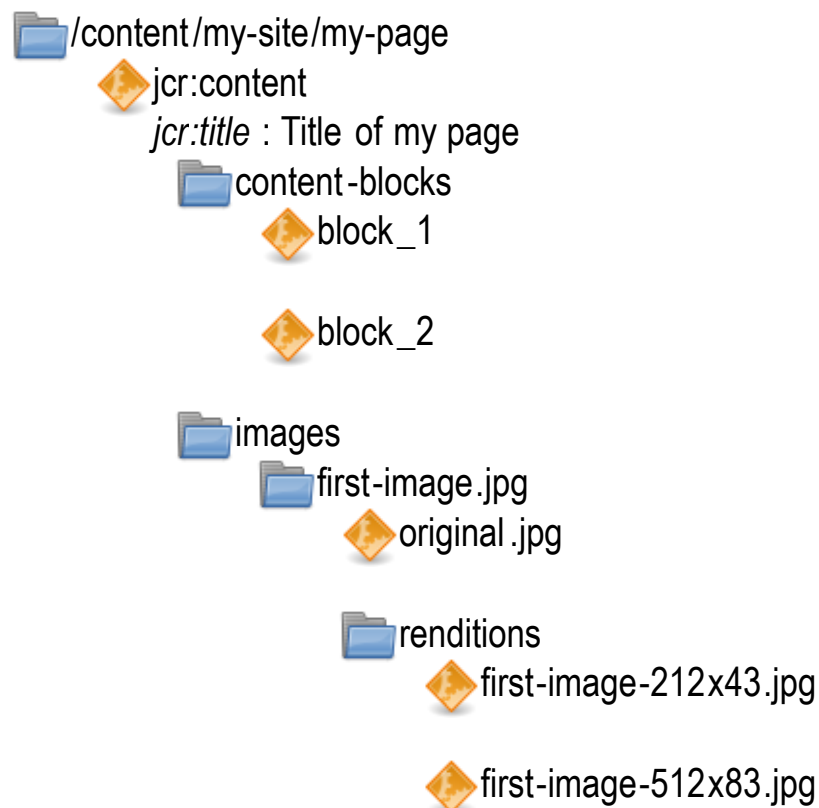 /content/my-site/my-page
jcr:content
jcr:title : Title of my page
content-blocks
block_1
block_2
images
first-image.jpg
original.jpg
renditions
first-image-212x43.jpg
first-image-512x83.jpg